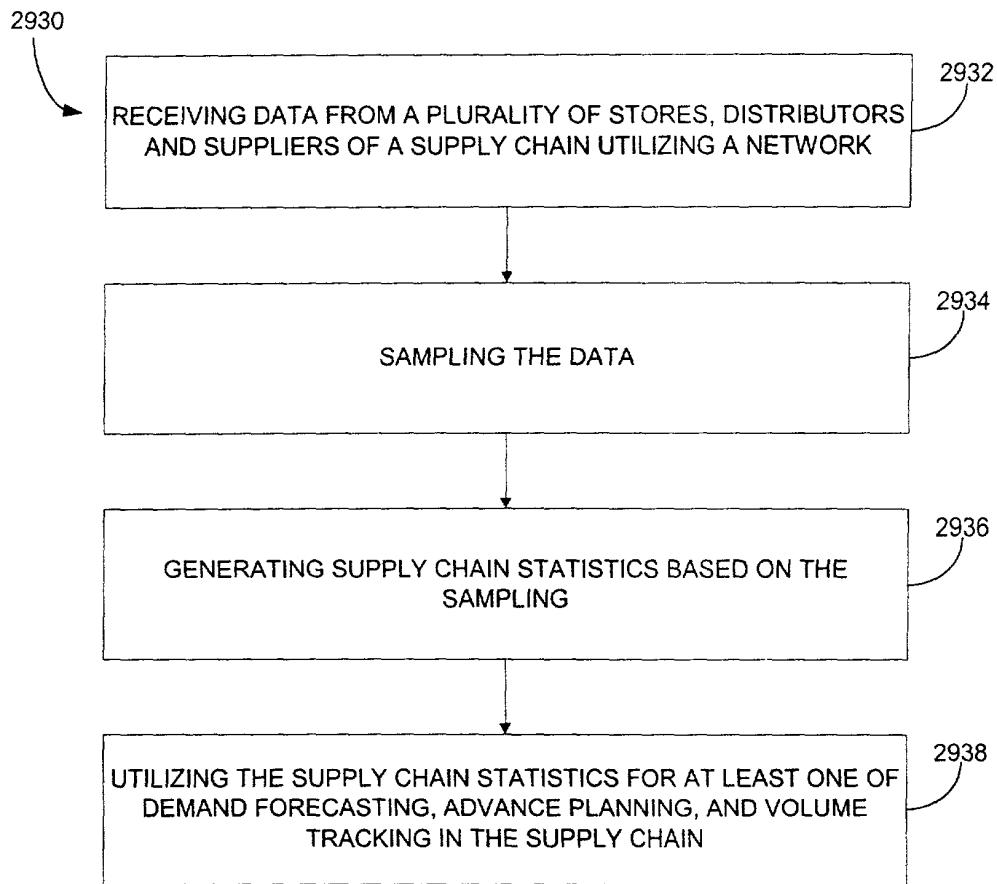 2930
2932
RECEIVING DATA FROM A PLURALITY OF STORES, DISTRIBUTORS
AND SUPPLIERS OF A SUPPLY CHAIN UTILIZING A NETWORK
2934
SAMPLING THE DATA
2936
GENERATING SUPPLY CHAIN STATISTICS BASED ON THE
SAMPLING
2938
UTILIZING THE SUPPLY CHAIN STATISTICS FOR AT LEAST ONE OF
DEMAND FORECASTING, ADVANCE PLANNING, AND VOLUME
TRACKING IN THE SUPPLY CHAIN